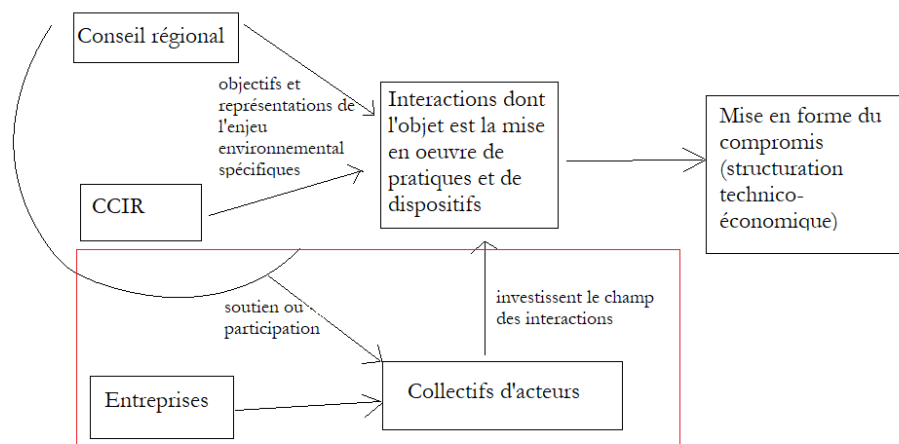 Conseil régional
objectifs et
représentations de
l'enjeu
environnemental
spécifiques
CCIR
Interactions dont
l'objet est la mise
en oeuvre de
pratiques et de
dispositifs
Mise en forme du
compromis
(structuration
technico-
économique)
soutien ou
participation
investissent le champ
des interactions
Entreprises
Collectifs d'acteurs